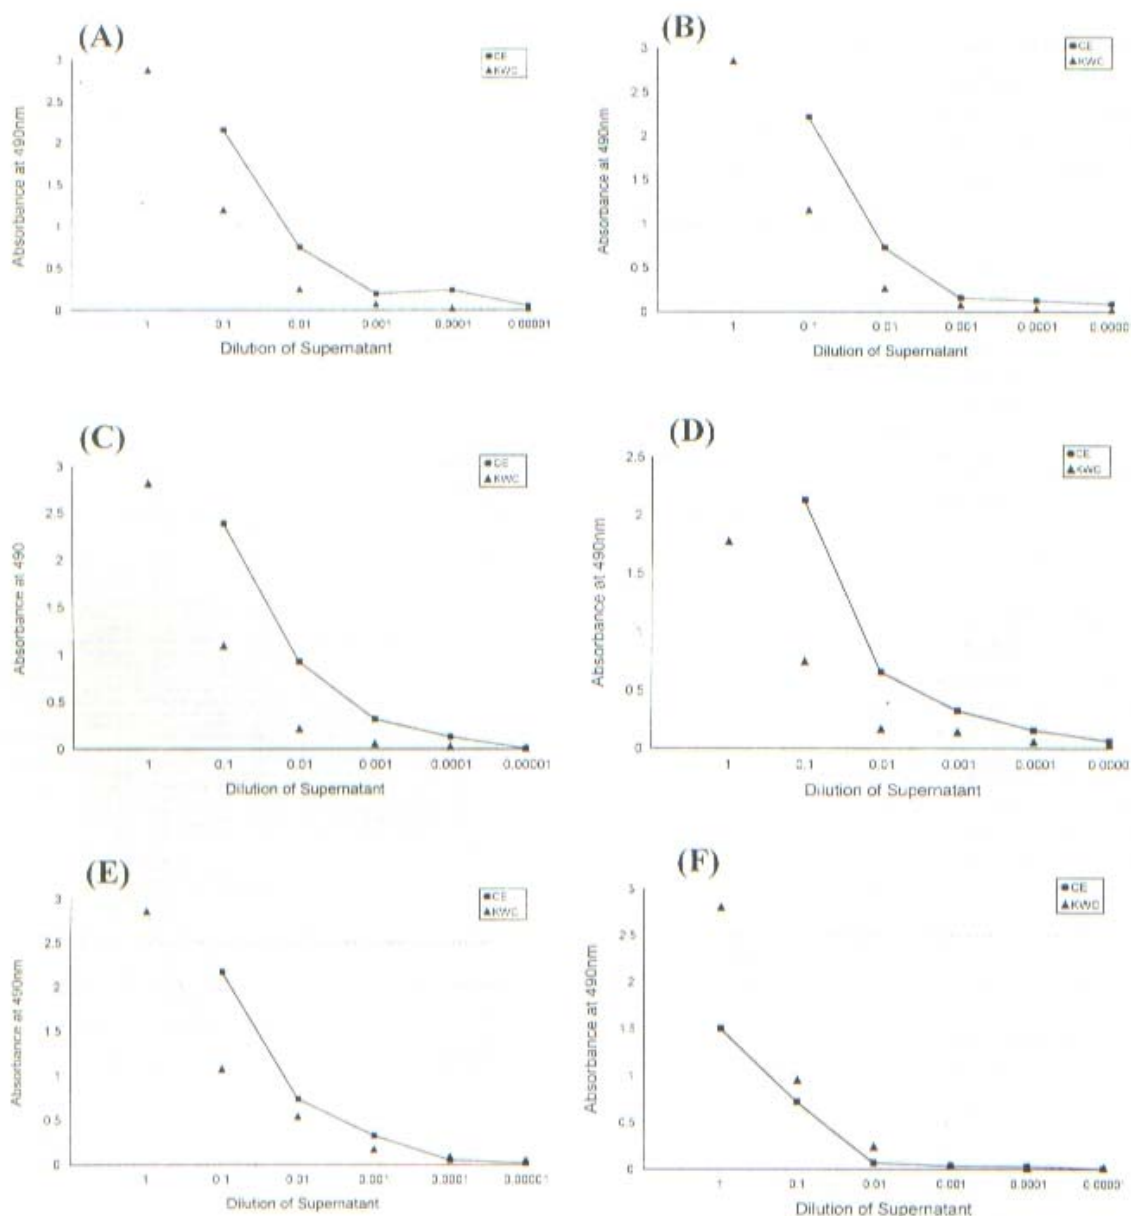 (A)
CE
KWC
3
2.5
2
1.5
1
0.5
0
Absorbance at 490nm
1 0.1 0.01 0.001 0.0001 0.00001
Dilution of Supernatant
(B)
CE
KWC
3
2.5
2
1.5
1
0.5
0
Absorbance at 490nm
1 0.1 0.01 0.001 0.0001 0.0000
Dilution of Supernatant
(C)
CE
KWC
3
2.5
2
1.5
1
0.5
0
Absorbance at 490
1 0.1 0.01 0.001 0.0001 0.00001
Dilution of Supernatant
(D)
CE
KWC
2.5
2
1.5
1
0.5
0
Absorbance at 490nm
1 0.1 0.01 0.001 0.0001 0.0000
Dilution of Supernatant
(E)
CE
KWC
3
2.5
2
1.5
1
0.5
0
Absorbance at 490nm
1 0.1 0.01 0.001 0.0001 0.00001
Dilution of Supernatant
(F)
CE
KWC
3
2.5
2
1.5
1
0.5
0
Absorbance at 490nm
1 0.1 0.01 0.001 0.0001 0.00001
Dilution of Supernatant